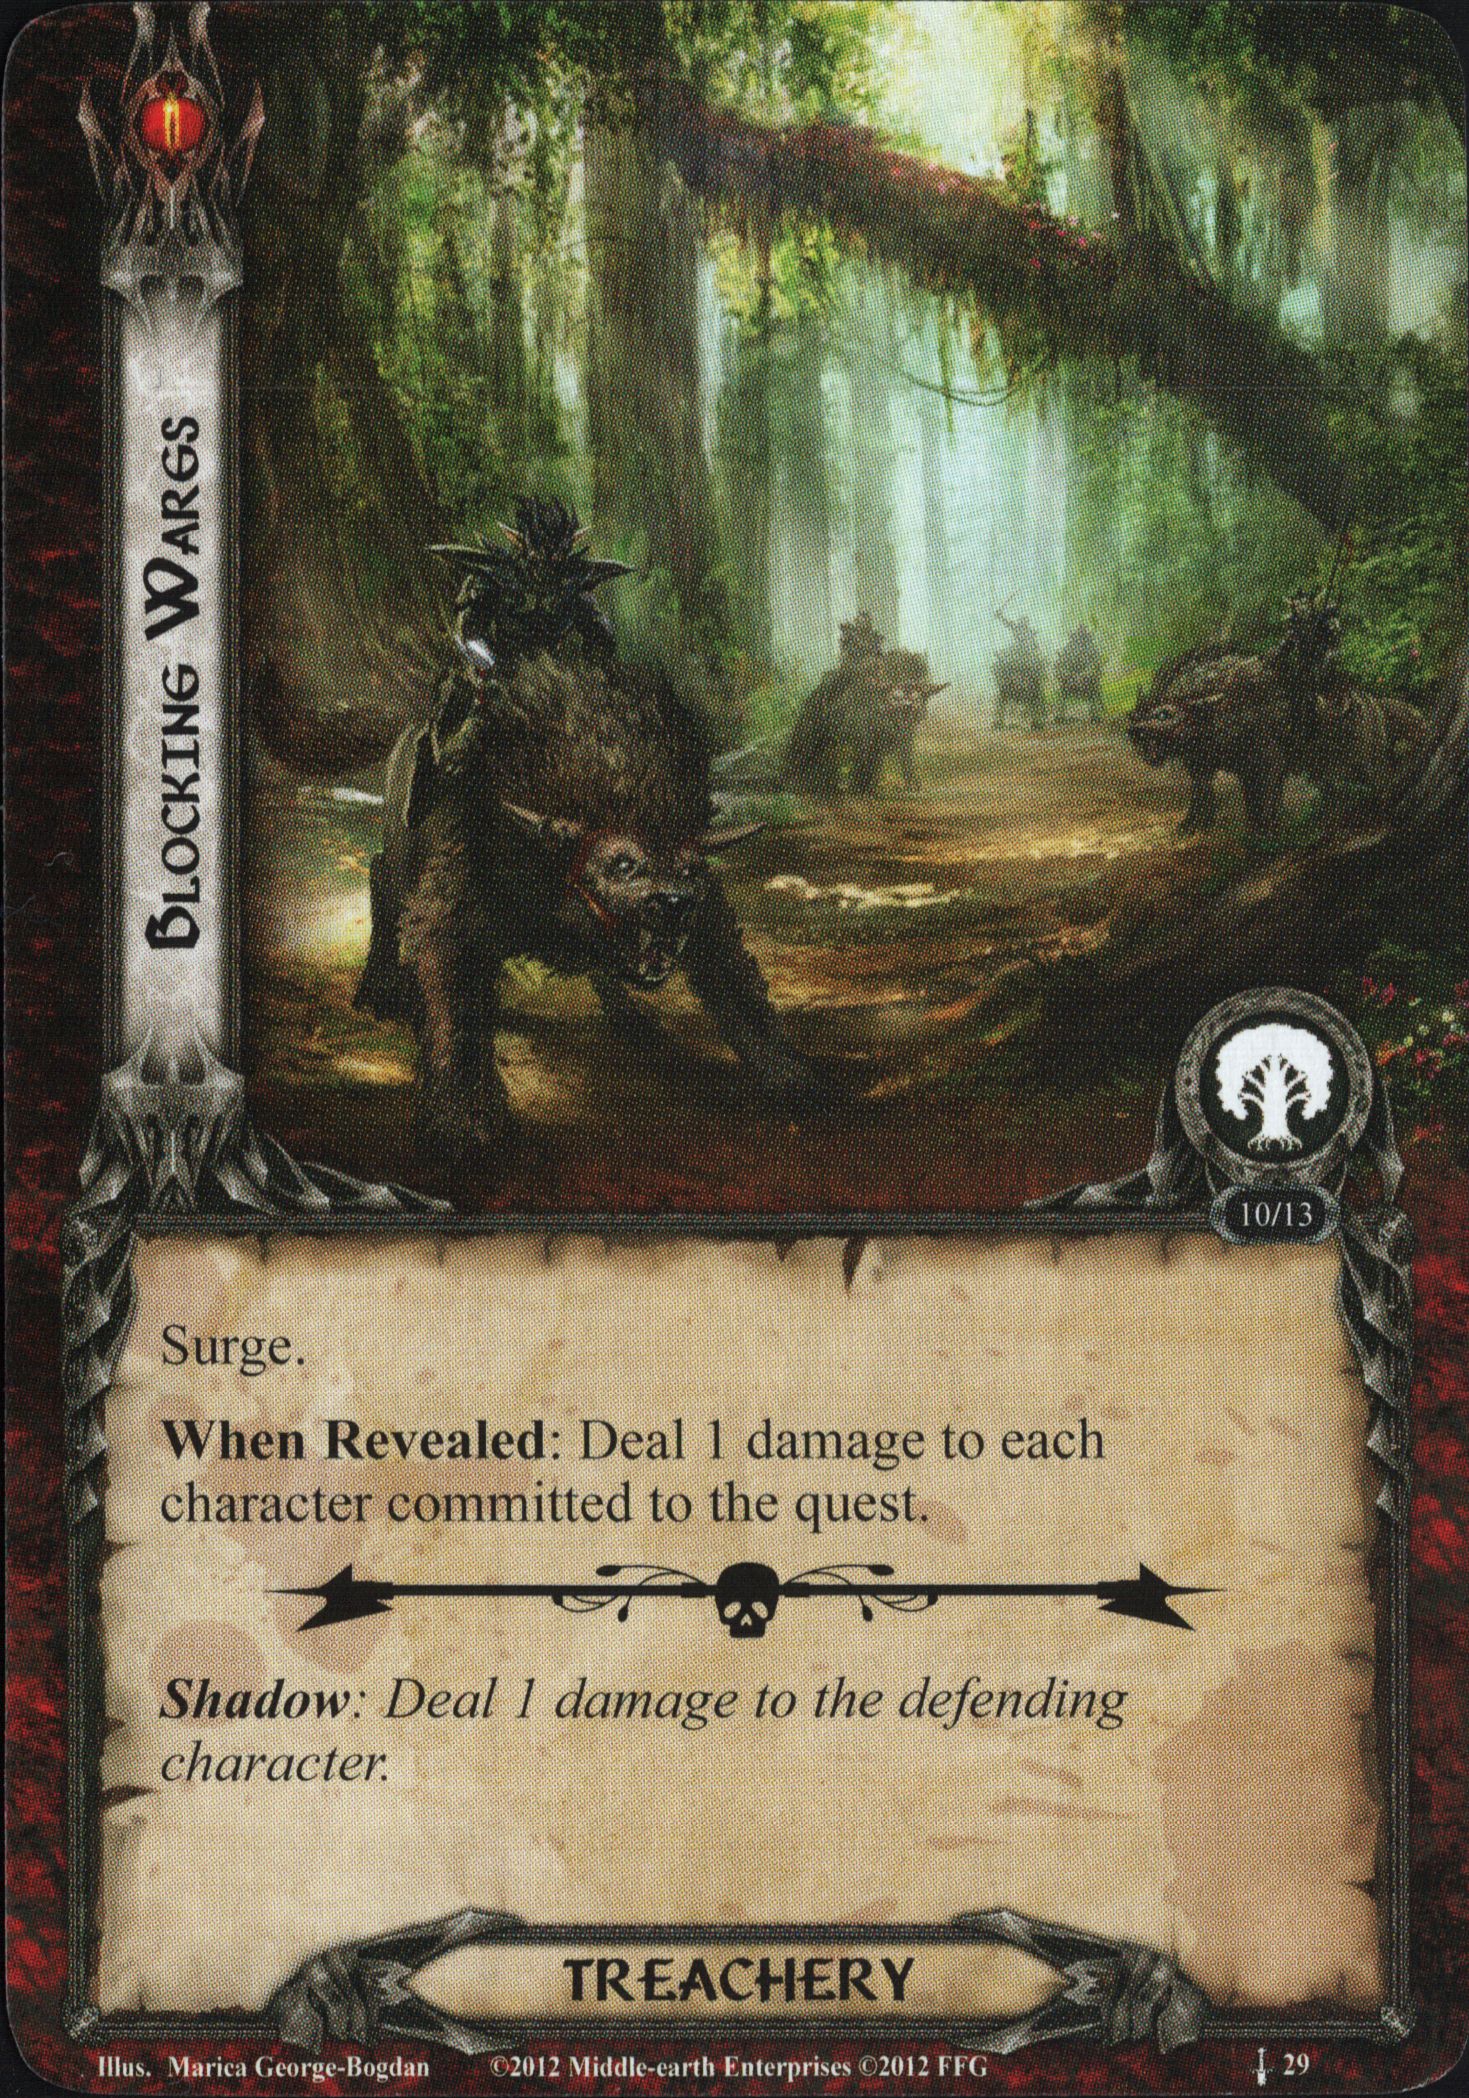 Blocking Wargs
10/13
Surge.
When Revealed: Deal 1 damage to each
character committed to the quest.
Shadow: Deal 1 damage to the defending
character.
TREACHERY
Illus. Marica George-Bogdan ©2012 Middle-earth Enterprises ©2012 FFG 29